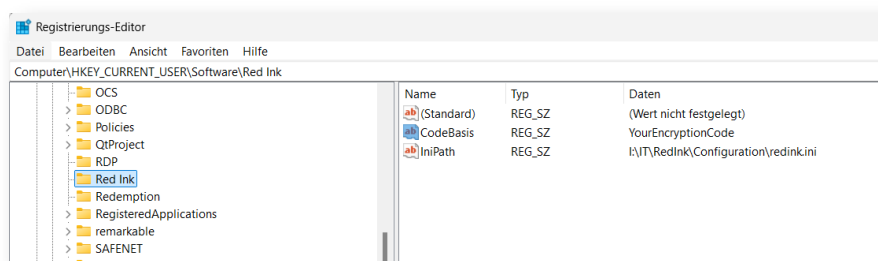 Registrierungs-Editor
Datei Bearbeiten Ansicht Favoriten Hilfe
Computer\HKEY_CURRENT_USER\Software\Red Ink
OCS
ODBC
Policies
QtProject
RDP
Red Ink
Redemption
RegisteredApplications
remarkable
SAFENET
Name Typ Daten
(Standard) REG_SZ (Wert nicht festgelegt)
CodeBasis REG_SZ YourEncryptionCode
IniPath REG_SZ I:\IT\RedInk\Configuration\redink.ini